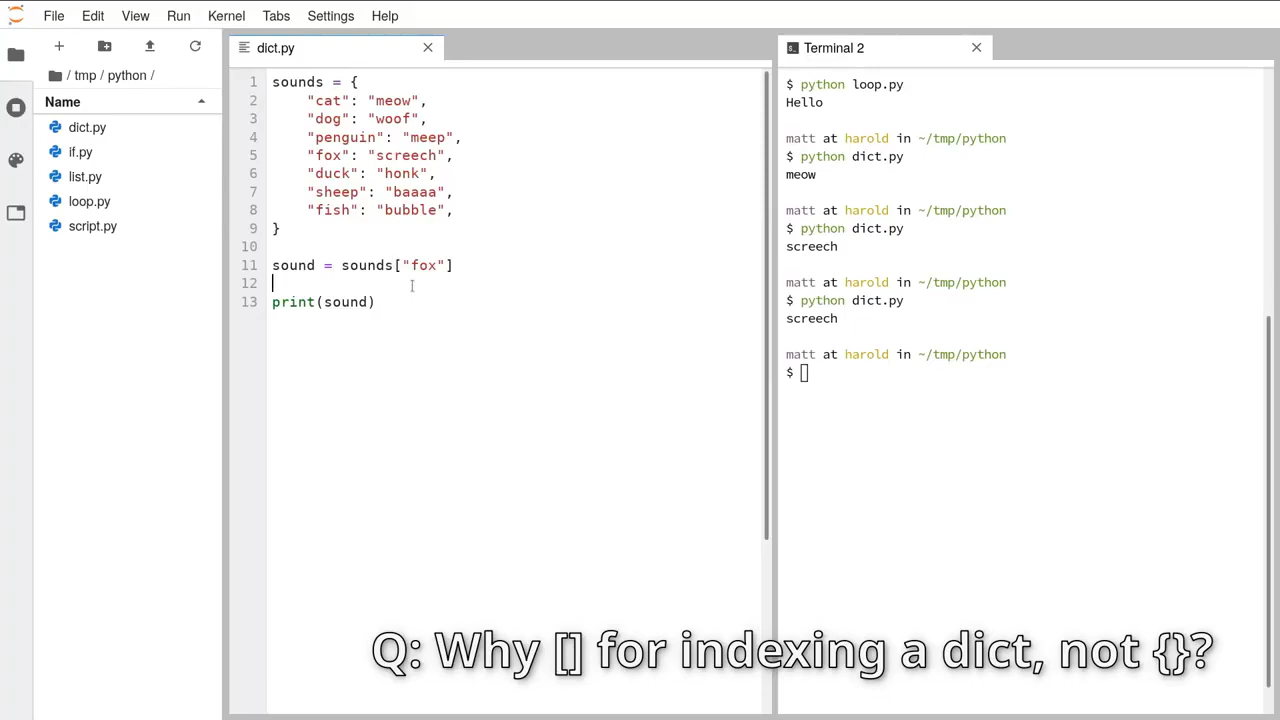 File Edit View Run Kernel Tabs Settings Help
/ tmp / python /
Name
dict.py
if.py
list.py
loop.py
script.py
dict.py
1 sounds = {
2     "cat": "meow",
3     "dog": "woof",
4     "penguin": "meep",
5     "fox": "screech",
6     "duck": "honk",
7     "sheep": "baaaa",
8     "fish": "bubble",
9 }
10
11 sound = sounds["fox"]
12
13 print(sound)
Terminal 2
$ python loop.py
Hello
matt at harold in ~/tmp/python
$ python dict.py
meow
matt at harold in ~/tmp/python
$ python dict.py
screech
matt at harold in ~/tmp/python
$ python dict.py
screech
matt at harold in ~/tmp/python
$
Q: Why [] for indexing a dict, not {}?